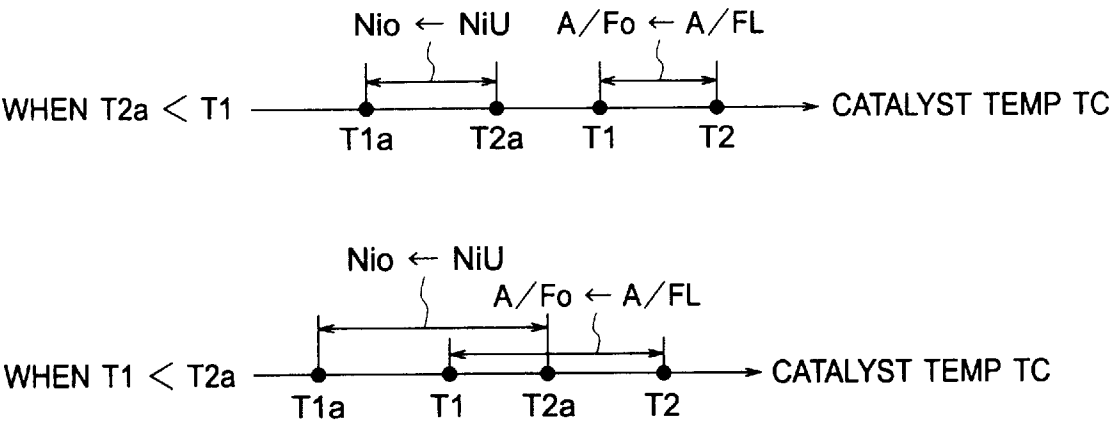 Nio ← NiU A/Fo ← A/FL
WHEN T2a < T1 CATALYST TEMP TC
T1a T2a T1 T2
Nio ← NiU
A/Fo ← A/FL
WHEN T1 < T2a CATALYST TEMP TC
T1a T1 T2a T2